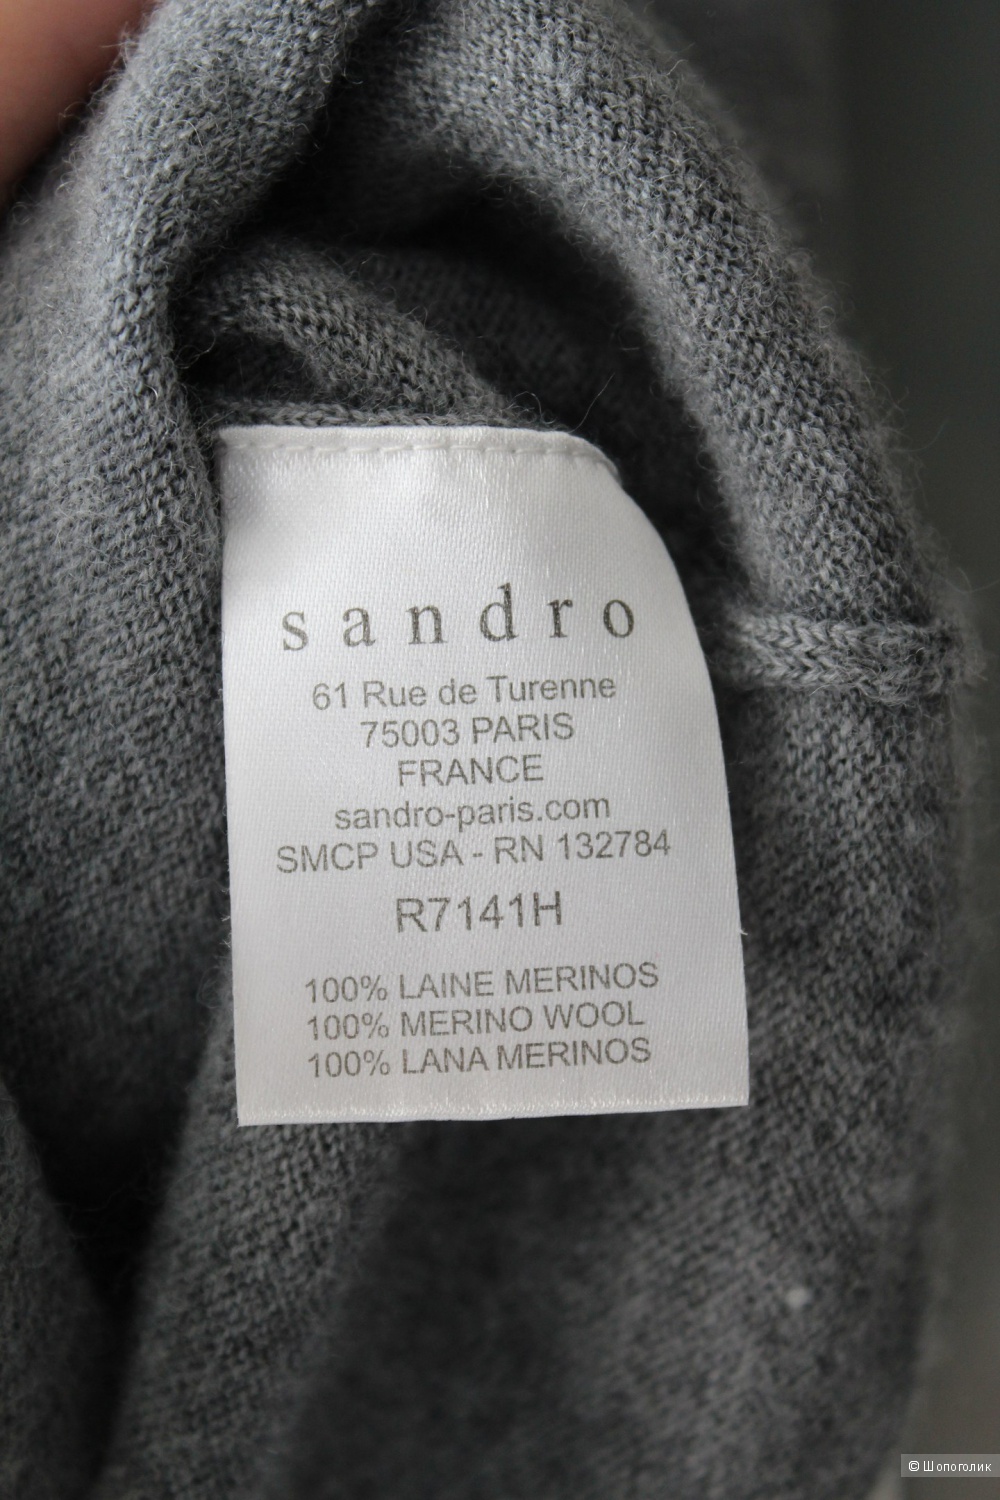 sandro
61 Rue de Turenne
75003 PARIS
FRANCE
sandro-paris.com
SMCP USA - RN 132784
R7141H
100% LAINE MERINOS
100% MERINO WOOL
100% LANA MERINOS
© Шопоголик